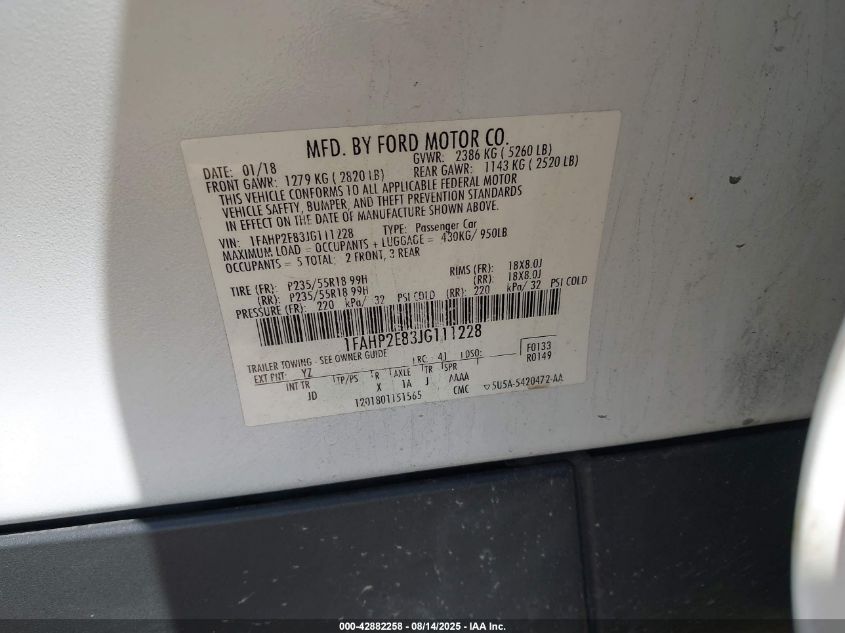 MFD. BY FORD MOTOR CO.
DATE: 01/18 GVWR: 2386 KG ( 5260 LB)
FRONT GAWR: 1279 KG ( 2820 LB) REAR GAWR: 1143 KG ( 2520 LB)
THIS VEHICLE CONFORMS TO ALL APPLICABLE FEDERAL MOTOR
VEHICLE SAFETY, BUMPER, AND THEFT PREVENTION STANDARDS
IN EFFECT ON THE DATE OF MANUFACTURE SHOWN ABOVE.
VIN: 1FAHP2E83JG111228 TYPE: Passenger Car
MAXIMUM LOAD = OCCUPANTS + LUGGAGE = 430KG/ 950LB
OCCUPANTS = 5 TOTAL: 2 FRONT, 3 REAR
TIRE (FR): P235/55R18 99H RIMS (FR): 18X8.0J
(RR): P235/55R18 99H (RR): 18X8.0J
PRESSURE (FR): 220 kPa/ 32 PSI COLD (RR): 220 kPa/ 32 PSI COLD
1FAHP2E83JG111228
TRAILER TOWING - SEE OWNER GUIDE F0133
EXT PNT: YZ RC: 41 DSO: R0149
INT TR TP/PS R AXLE TR SPR
JD X 1A J AAAA
1201801151565 CMC ▽5U5A-5420472-AA
000-42882258 - 08/14/2025 - IAA Inc.